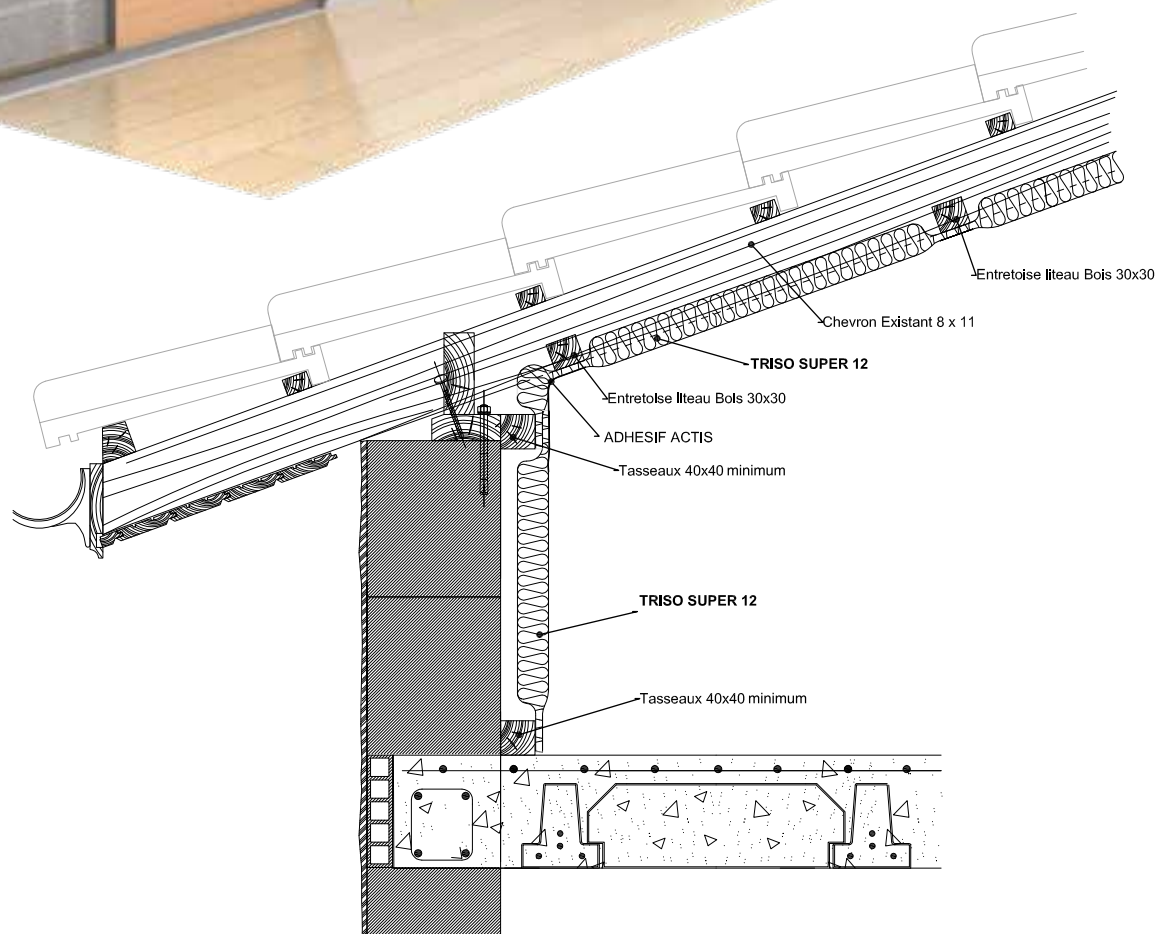 Entretoise liteau Bois 30x30
Chevron Existant 8 x 11
TRISO SUPER 12
Entretoise liteau Bois 30x30
ADHESIF ACTIS
Tasseaux 40x40 minimum
TRISO SUPER 12
Tasseaux 40x40 minimum